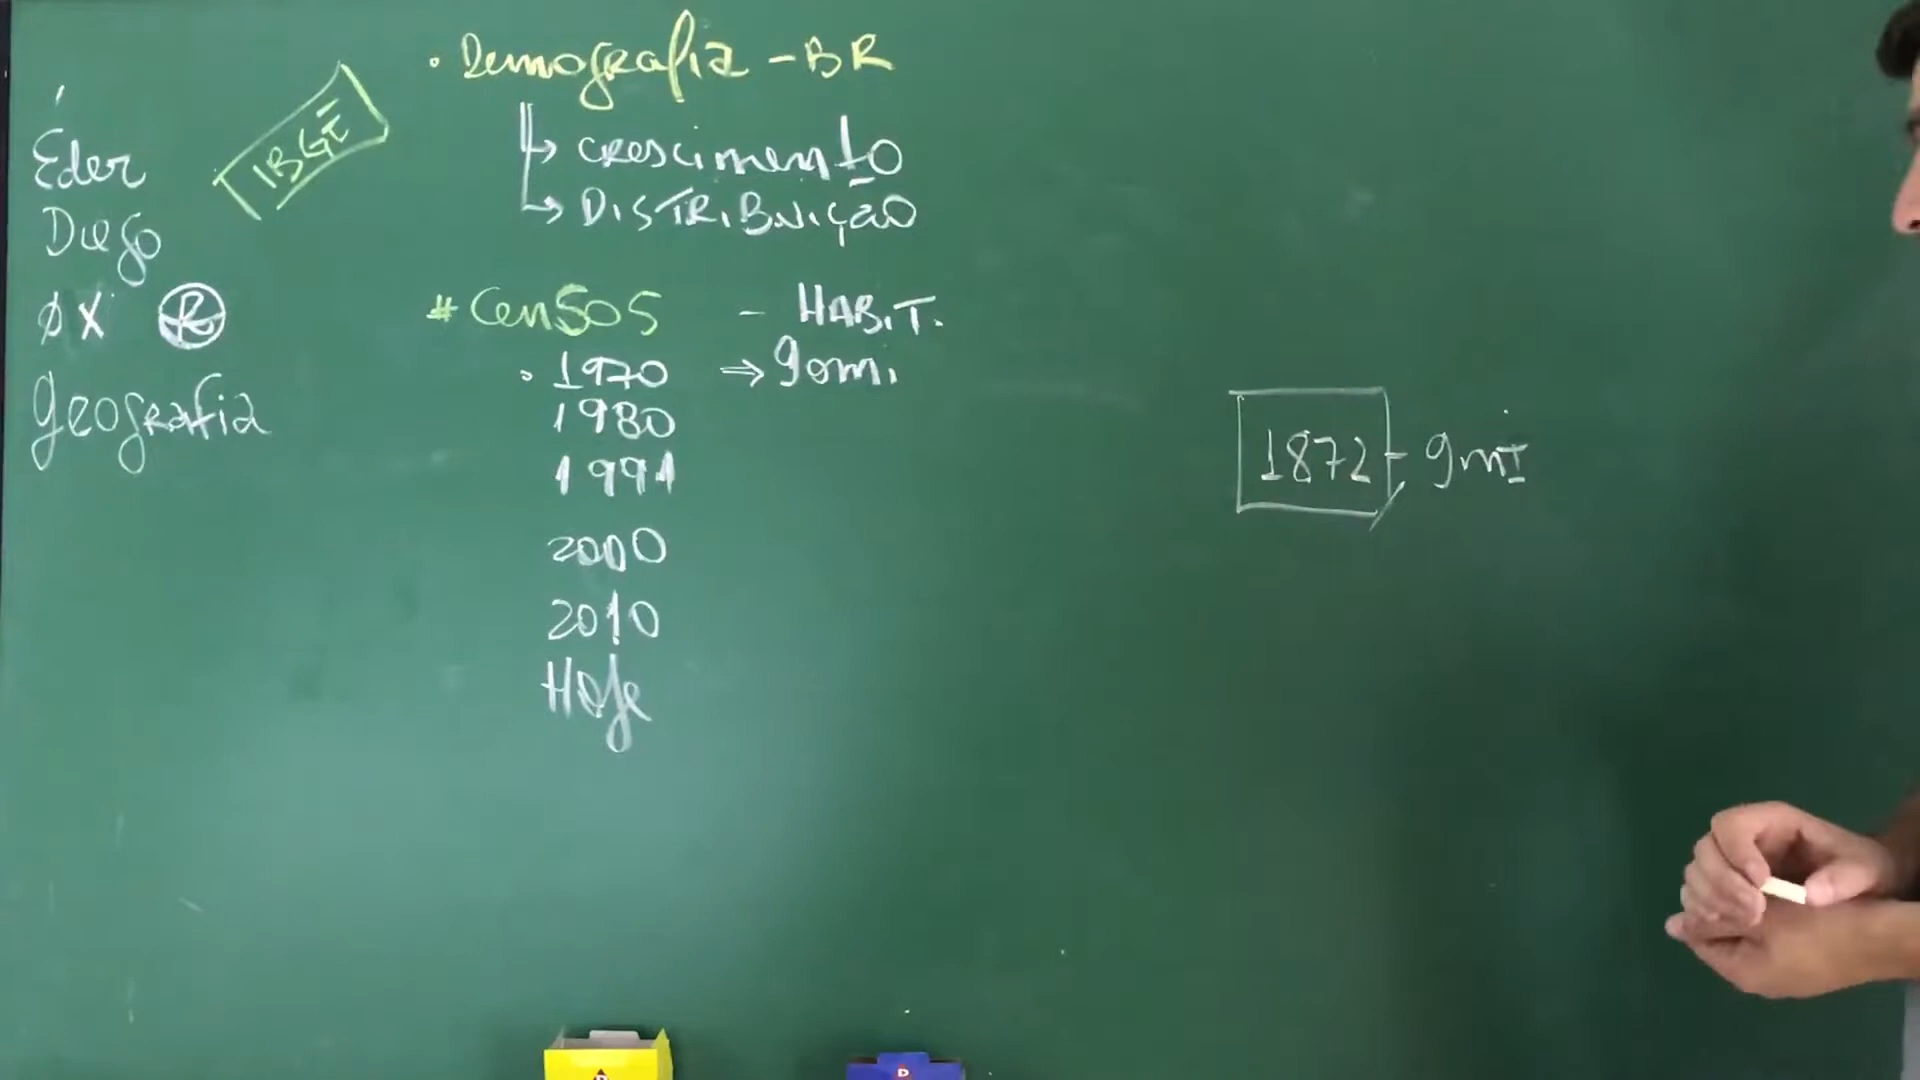 Éder
Diego
ØX ®
Geografia
IBGE
• Demografia - BR
↳ crescimento
↳ DISTRIBUIÇÃO
# CenSOS - HABIT.
• 1970 ⇒ 90mi
1980
1991
2000
2010
HOJe
1872 - 9mI
D